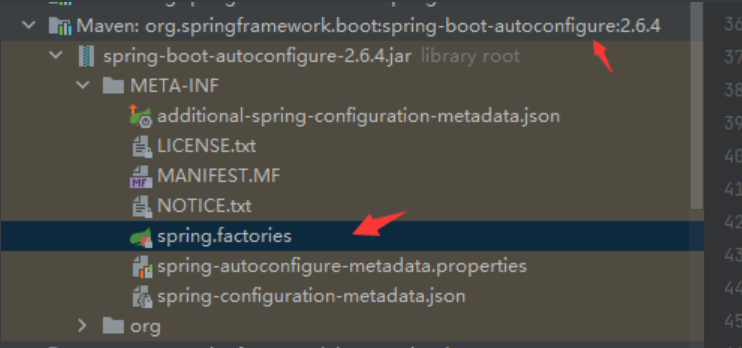 Maven: org.springframework.boot:spring-boot-autoconfigure:2.6.4
spring-boot-autoconfigure-2.6.4.jar library root
META-INF
additional-spring-configuration-metadata.json
LICENSE.txt
MANIFEST.MF
NOTICE.txt
spring.factories
spring-autoconfigure-metadata.properties
spring-configuration-metadata.json
org
36
37
38
39
40
41
42
43
44
45